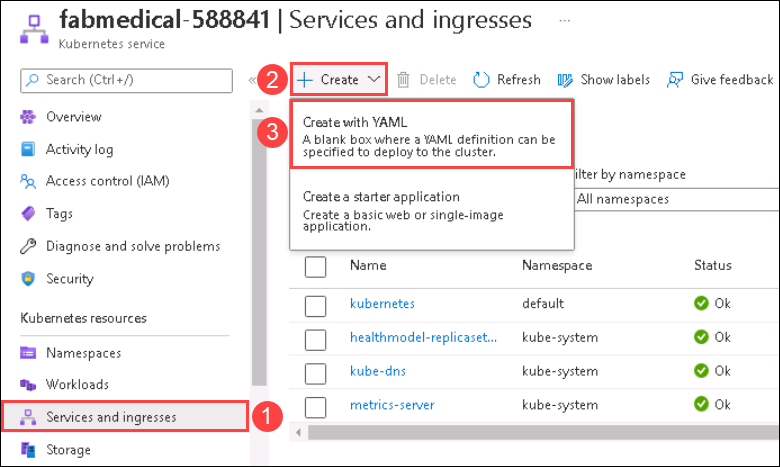 fabmedical-588841 | Services and ingresses ...
Kubernetes service
Search (Ctrl+/)
«
2
Create
Delete
Refresh
Show labels
Give feedback
Overview
Activity log
Access control (IAM)
Tags
Diagnose and solve problems
Security
Kubernetes resources
Namespaces
Workloads
Services and ingresses
1
Storage
3
Create with YAML
A blank box where a YAML definition can be
specified to deploy to the cluster.
Create a starter application
Create a basic web or single-image
application.
ilter by namespace
All namespaces
Name Namespace Status
kubernetes default Ok
healthmodel-replicaset... kube-system Ok
kube-dns kube-system Ok
metrics-server kube-system Ok